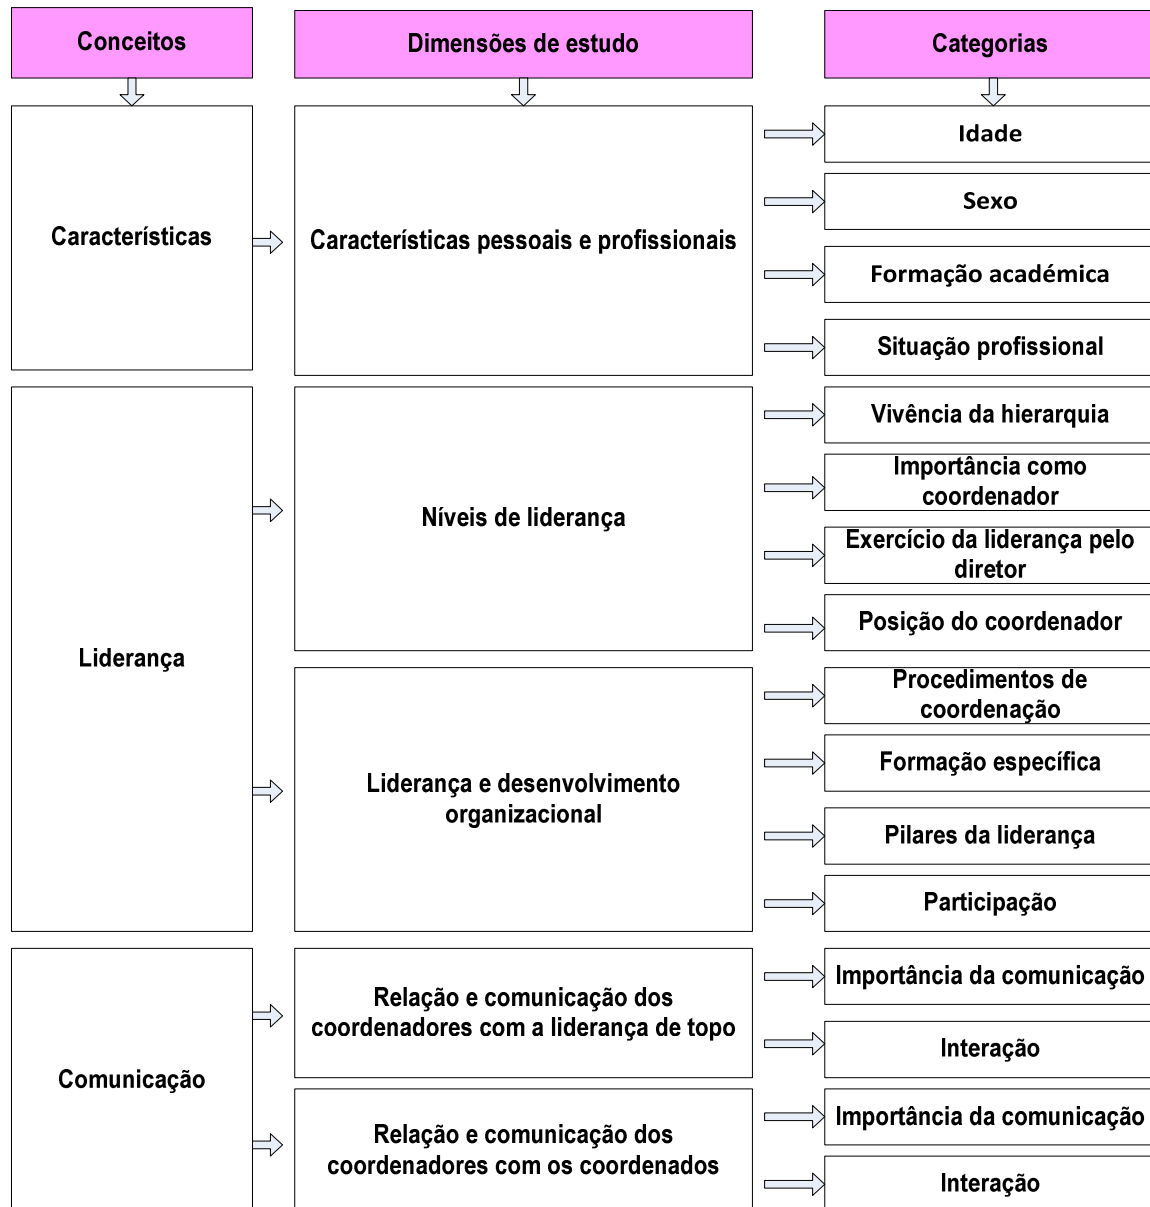 Conceitos
Dimensões de estudo
Categorias
Características
Características pessoais e profissionais
Idade
Sexo
Formação académica
Situação profissional
Liderança
Níveis de liderança
Vivência da hierarquia
Importância como
coordenador
Exercício da liderança pelo
diretor
Posição do coordenador
Liderança e desenvolvimento
organizacional
Procedimentos de
coordenação
Formação específica
Pilares da liderança
Participação
Comunicação
Relação e comunicação dos
coordenadores com a liderança de topo
Importância da comunicação
Interação
Relação e comunicação dos
coordenadores com os coordenados
Importância da comunicação
Interação